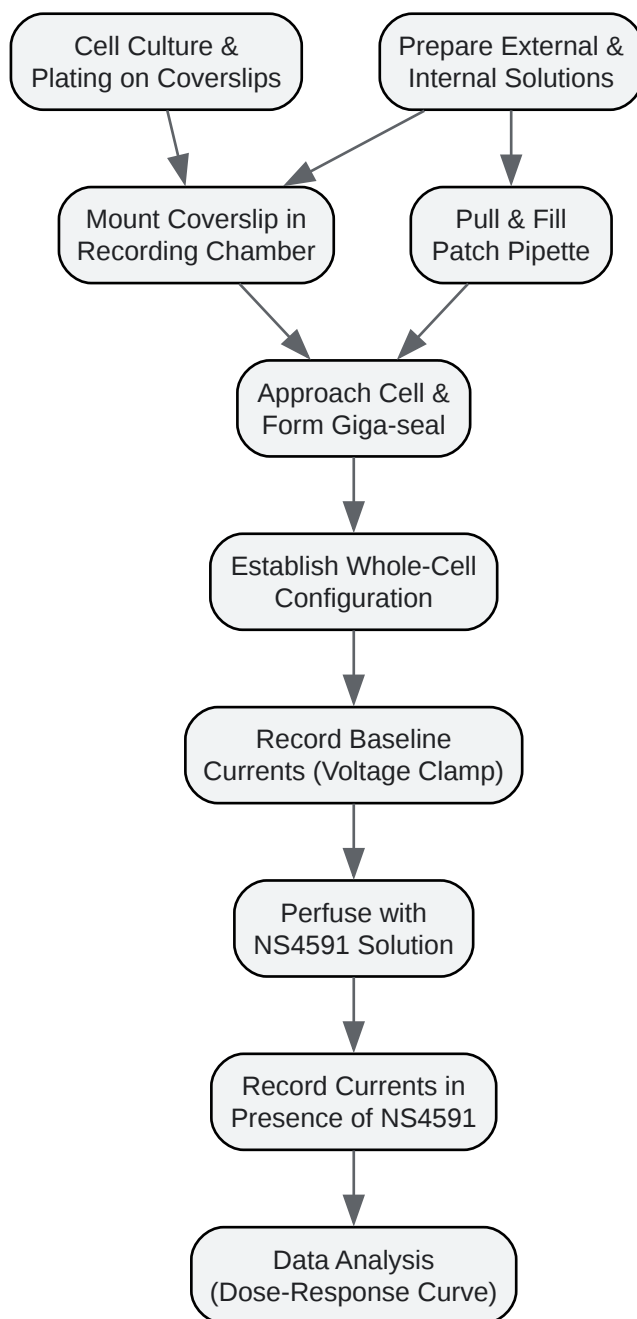 Cell Culture &
Plating on Coverslips
Prepare External &
Internal Solutions
Mount Coverslip in
Recording Chamber
Pull & Fill
Patch Pipette
Approach Cell &
Form Giga-seal
Establish Whole-Cell
Configuration
Record Baseline
Currents (Voltage Clamp)
Perfuse with
NS4591 Solution
Record Currents in
Presence of NS4591
Data Analysis
(Dose-Response Curve)